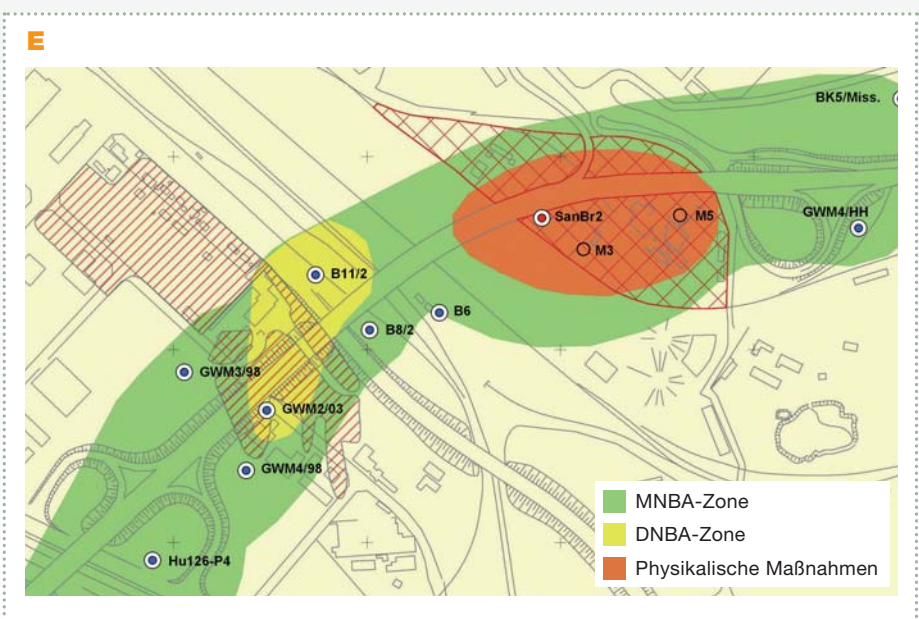 E
BK5/Miss.
GWM4/HH
SanBr2
M5
M3
B11/2
B6
B8/2
GWM3/98
GWM2/03
GWM4/98
Hu126-P4
MNBA-Zone
DNBA-Zone
Physikalische Maßnahmen